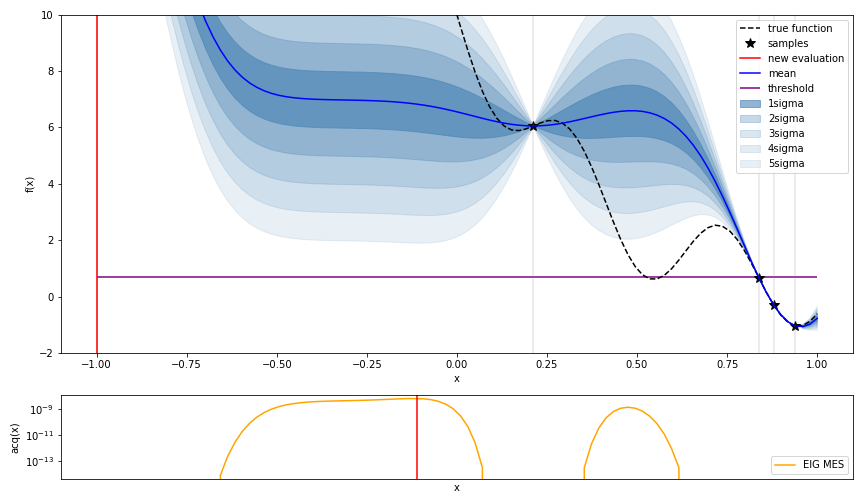 10
8
6
4
2
0
−2
f(x)
−1.00
−0.75
−0.50
−0.25
0.00
0.25
0.50
0.75
1.00
x
true function
samples
new evaluation
mean
threshold
1sigma
2sigma
3sigma
4sigma
5sigma
10⁻⁹
10⁻¹¹
10⁻¹³
acq(x)
x
EIG MES